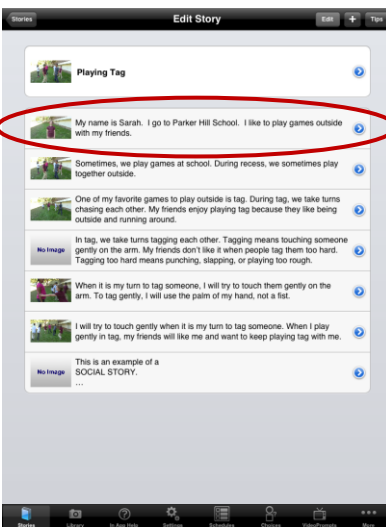 Stories
Edit Story
Edit
+
Tips
Playing Tag
My name is Sarah.  I go to Parker Hill School.  I like to play games outside
with my friends.
Sometimes, we play games at school. During recess, we sometimes play
together outside.
One of my favorite games to play outside is tag. During tag, we take turns
chasing each other. My friends enjoy playing tag because they like being
outside and running around.
No Image
In tag, we take turns tagging each other. Tagging means touching someone
gently on the arm. My friends don't like it when people tag them too hard.
Tagging too hard means punching, slapping, or playing too rough.
When it is my turn to tag someone, I will try to touch them gently on the
arm. To tag gently, I will use the palm of my hand, not a fist.
I will try to touch gently when it is my turn to tag someone. When I play
gently in tag, my friends will like me and want to keep playing tag with me.
No Image
This is an example of a
SOCIAL STORY.
...
Stories
Library
In App Help
Settings
Schedules
Choices
VideoPrompts
More